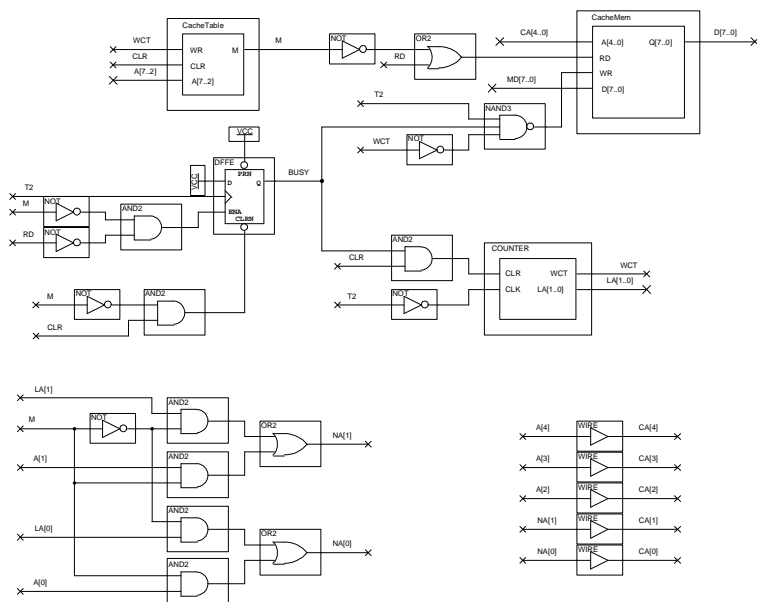 CacheTable
WCT
CLR
A[7..2]
WR
CLR
A[7..2]
M
M
NOT
RD
OR2
CacheMem
CA[4..0]
MD[7..0]
A[4..0]
RD
WR
D[7..0]
Q[7..0]
D[7..0]
T2
NAND3
WCT
NOT
VCC
DFFE
PRN
VCC
D
Q
BUSY
ENA
CLRN
T2
M
NOT
RD
NOT
AND2
AND2
CLR
T2
NOT
COUNTER
CLR
CLK
WCT
LA[1..0]
WCT
LA[1..0]
M
NOT
AND2
CLR
LA[1]
AND2
M
NOT
OR2
NA[1]
A[1]
AND2
AND2
LA[0]
OR2
NA[0]
AND2
A[0]
A[4]
WIRE
CA[4]
A[3]
WIRE
CA[3]
A[2]
WIRE
CA[2]
NA[1]
WIRE
CA[1]
NA[0]
WIRE
CA[0]